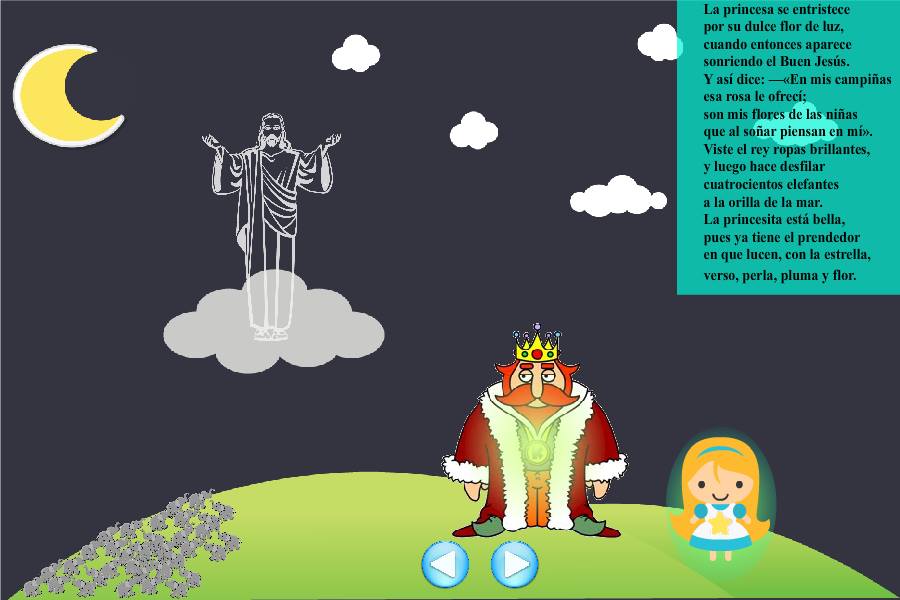 La princesa se entristece
por su dulce flor de luz,
cuando entonces aparece
sonriendo el Buen Jesús.
Y así dice: —«En mis campiñas
esa rosa le ofrecí;
son mis flores de las niñas
que al soñar piensan en mí».
Viste el rey ropas brillantes,
y luego hace desfilar
cuatrocientos elefantes
a la orilla de la mar.
La princesita está bella,
pues ya tiene el prendedor
en que lucen, con la estrella,
verso, perla, pluma y flor.